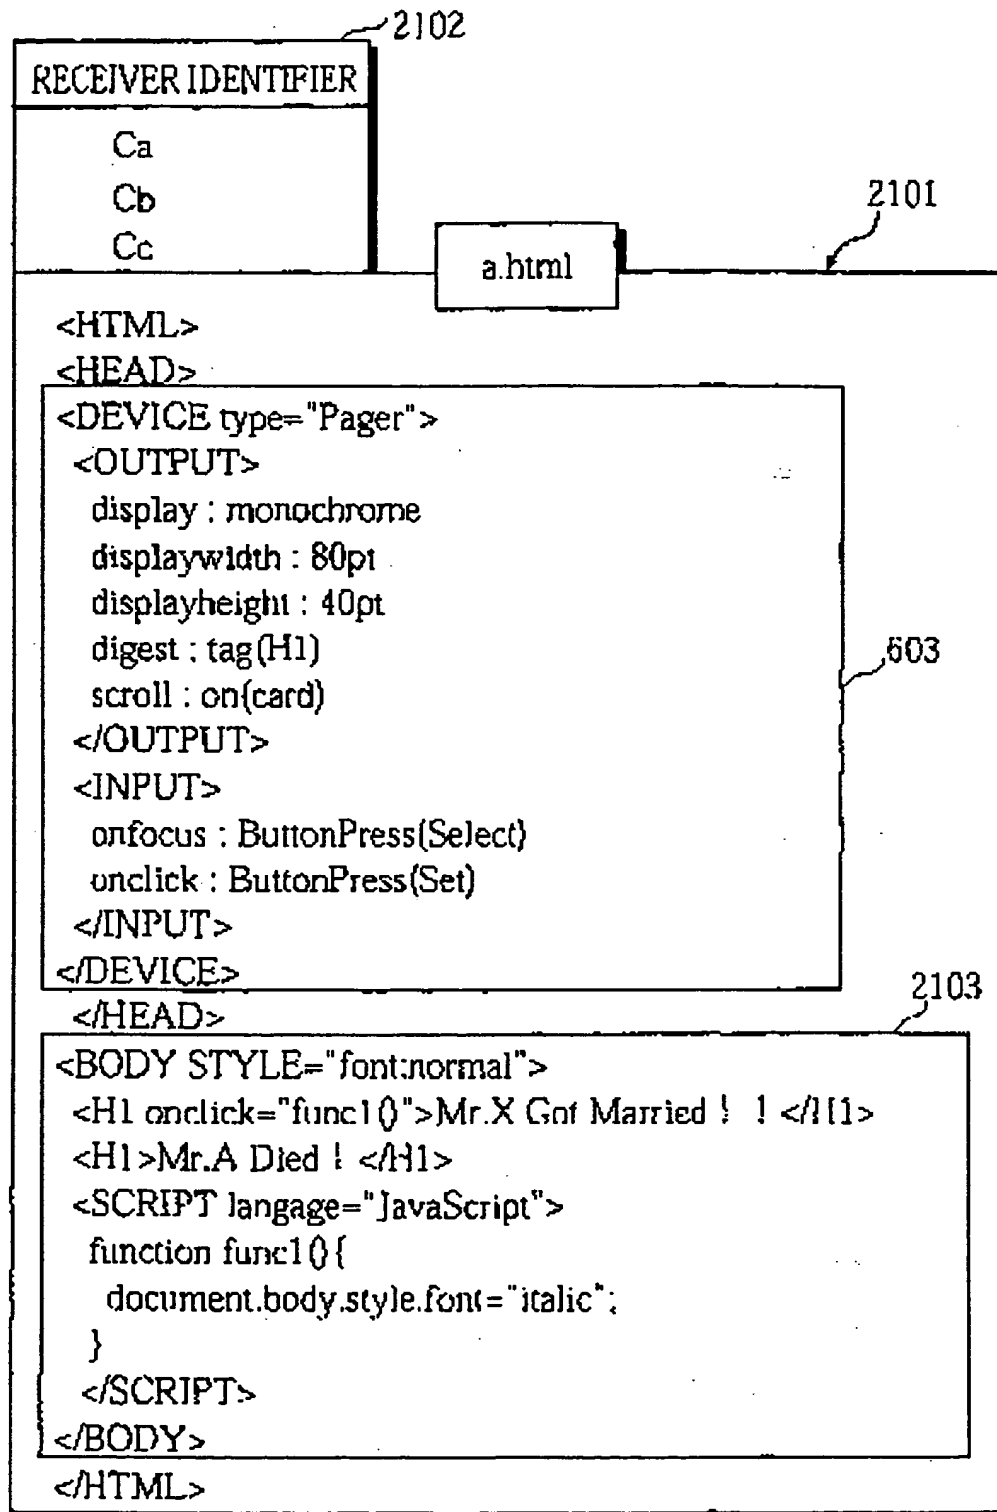 2102
RECEIVER IDENTIFIER
Ca
Cb
Cc
2101
a.html
<HTML>
<HEAD>
<DEVICE type="Pager">
<OUTPUT>
display : monochrome
displaywidth : 80pt
displayheight : 40pt
digest : tag(H1)
scroll : on(card)
</OUTPUT>
603
<INPUT>
onfocus : ButtonPress(Select)
onclick : ButtonPress(Set)
</INPUT>
</DEVICE>
</HEAD>
2103
<BODY STYLE="font:normal">
<H1 onclick="func1()">Mr.X Got Married ! ! </H1>
<H1>Mr.A Died ! </H1>
<SCRIPT langage="JavaScript">
function func1(){
document.body.style.font="italic";
}
</SCRIPT>
</BODY>
</HTML>